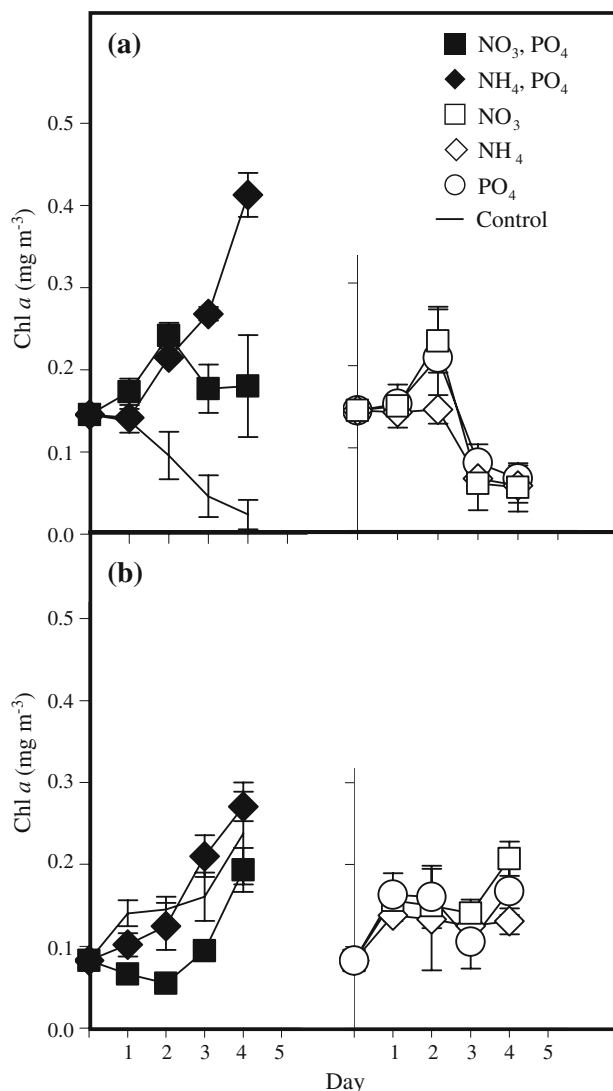 (a)
NO₃, PO₄
NH₄, PO₄
NO₃
NH₄
PO₄
Control
Chl a (mg m⁻³)
0.5
0.4
0.3
0.2
0.1
0.0
(b)
Chl a (mg m⁻³)
0.5
0.4
0.3
0.2
0.1
0.0
1 2 3 4 5 1 2 3 4 5
Day